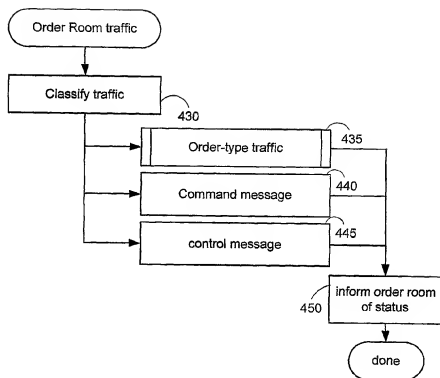 Order Room traffic
Classify traffic
430
Order-type traffic
435
Command message
440
control message
445
inform order room
of status
450
done